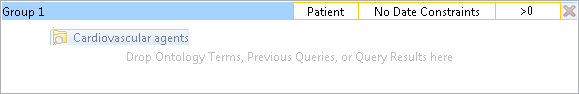 Group 1 Patient No Date Constraints >0
Cardiovascular agents
Drop Ontology Terms, Previous Queries, or Query Results here